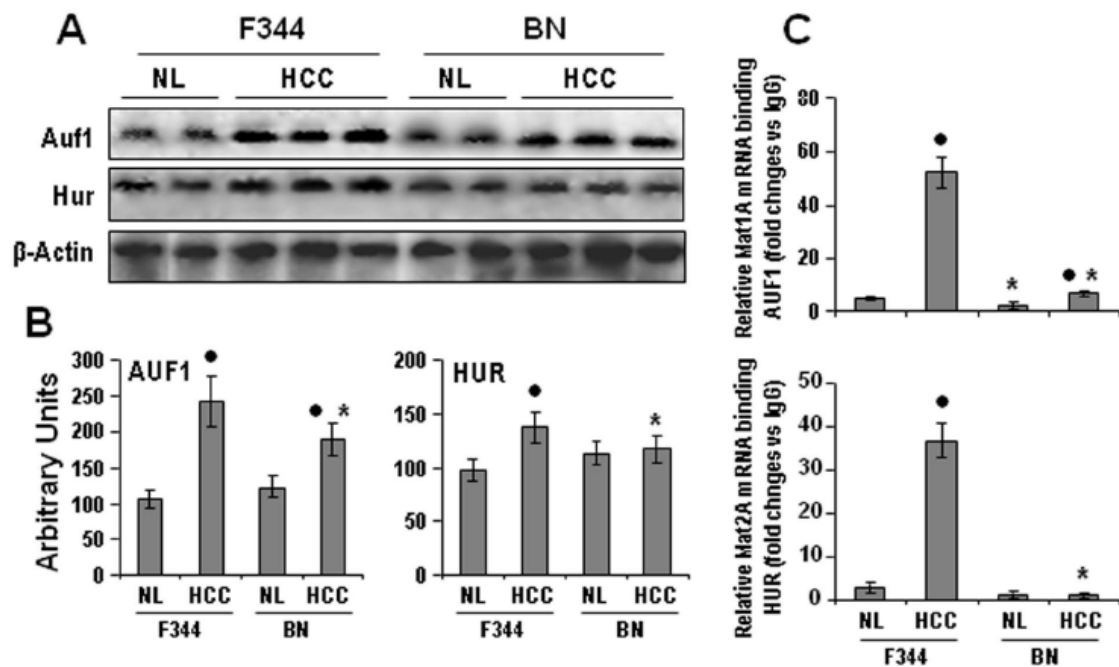 A
F344
BN
NL
HCC
NL
HCC
Auf1
Hur
β-Actin
B
Arbitrary Units
300
250
200
150
100
50
0
AUF1
●
● *
NL
HCC
NL
HCC
F344
BN
200
150
100
50
0
HUR
●
*
NL
HCC
NL
HCC
F344
BN
C
Relative Mat1A m RNA binding
AUF1 (fold chnges vs IgG)
80
60
40
20
0
●
*
● *
Relative Mat2A m RNA binding
HUR (fold chnges vs IgG)
50
40
30
20
10
0
●
*
NL
HCC
NL
HCC
F344
BN